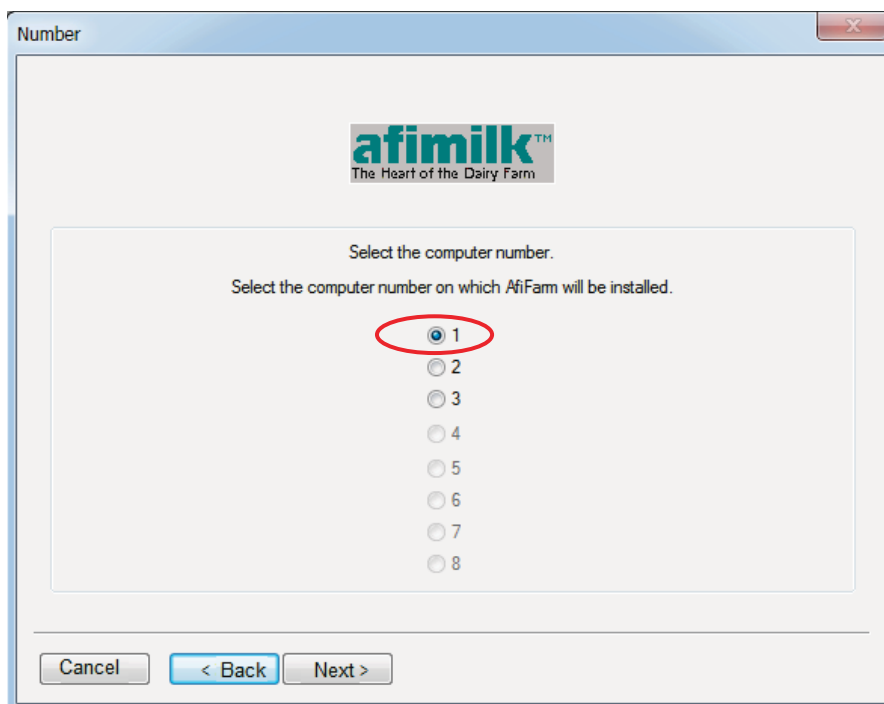 Number
X
afimilk™
The Heart of the Dairy Farm
Select the computer number.
Select the computer number on which AfiFarm will be installed.
1
2
3
4
5
6
7
8
Cancel
< Back
Next >